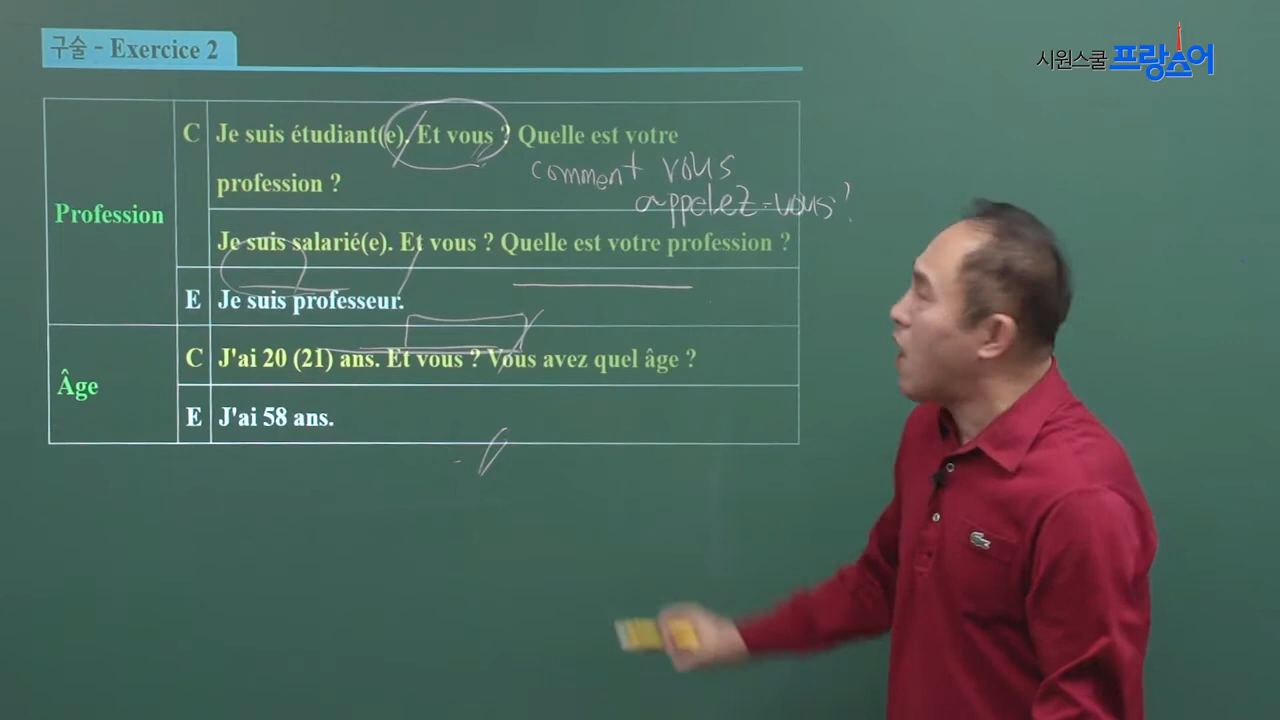 구술 - Exercice 2
시원스쿨 프랑스어
Profession
C
Je suis étudiant(e). Et vous ? Quelle est votre
profession ?
comment vous
appelez-vous?
Je suis salarié(e). Et vous ? Quelle est votre profession ?
E
Je suis professeur.
Âge
C
J'ai 20 (21) ans. Et vous ? Vous avez quel âge ?
E
J'ai 58 ans.